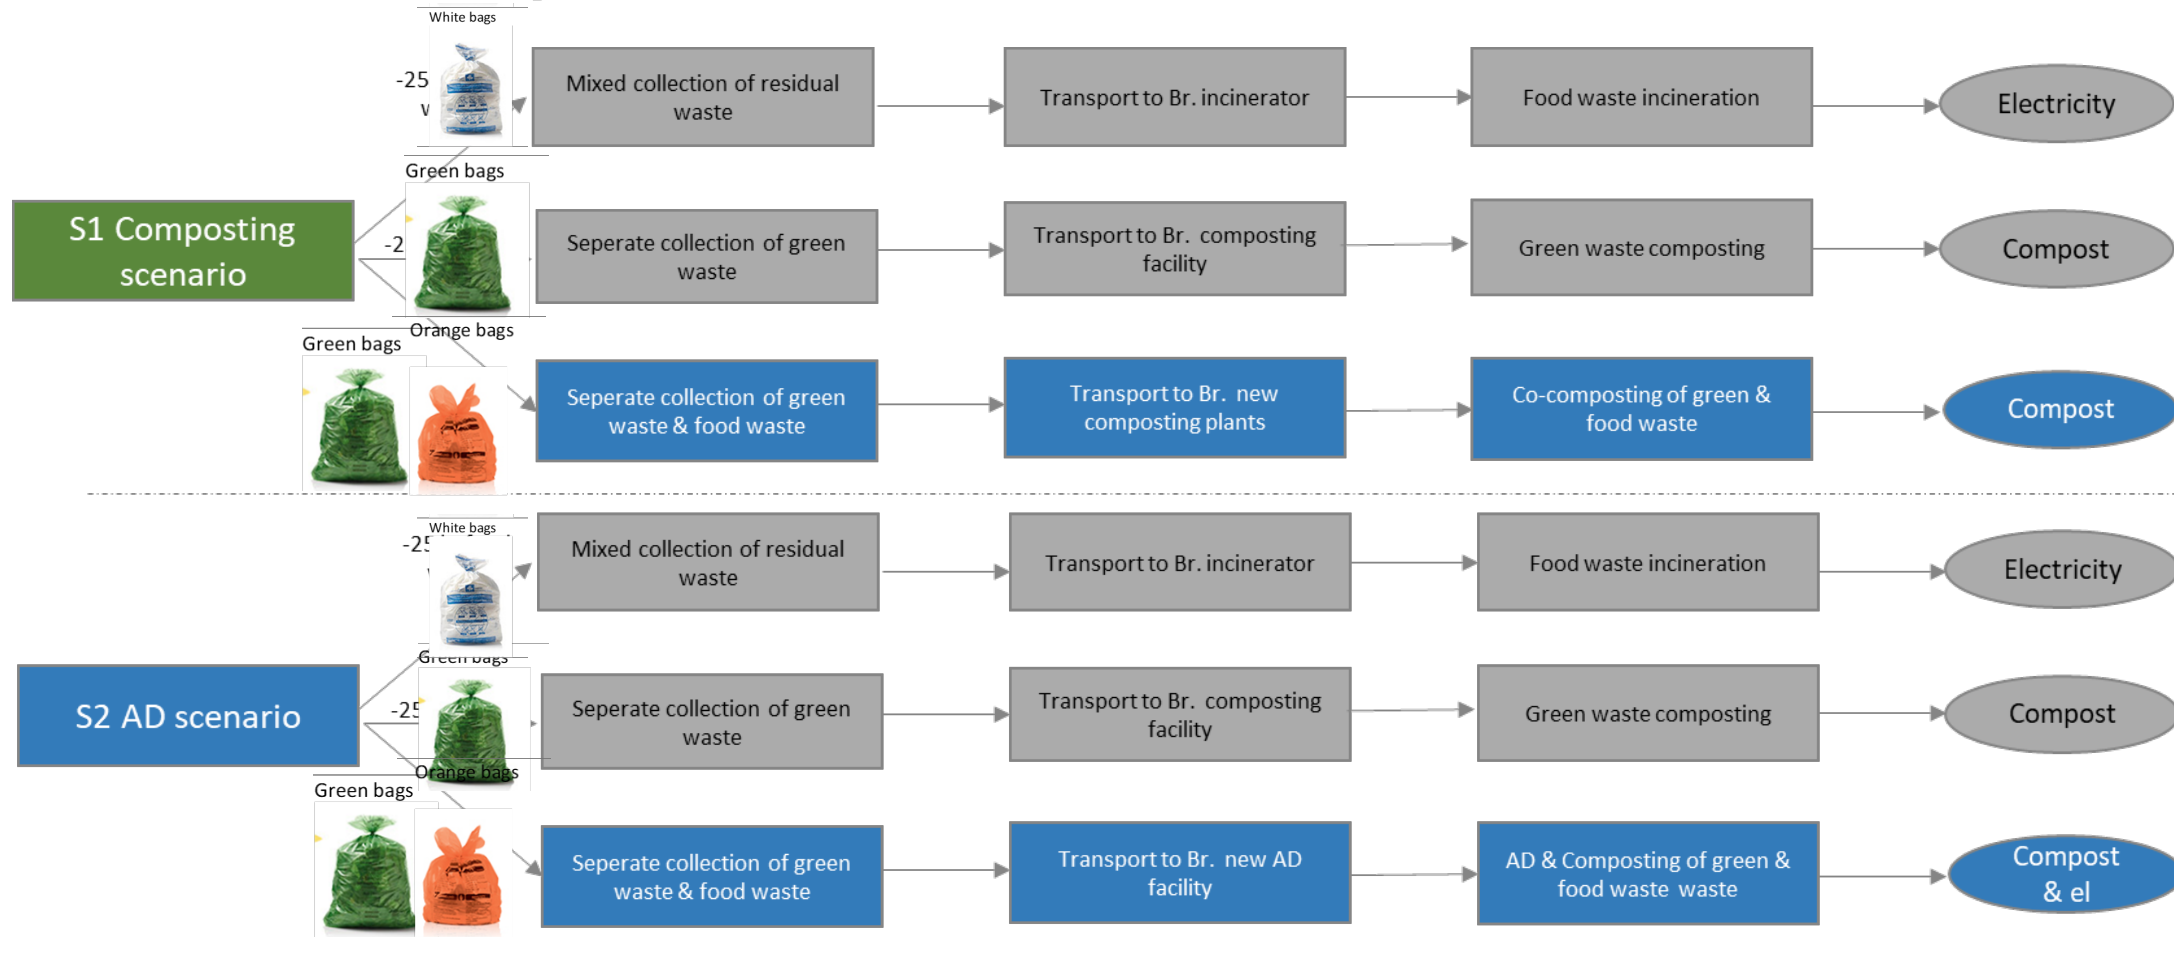 White bags
-25
Mixed collection of residual
waste
Transport to Br. incinerator
Food waste incineration
Electricity
Green bags
S1 Composting
scenario
-2
Seperate collection of green
waste
Transport to Br. composting
facility
Green waste composting
Compost
Orange bags
Green bags
Seperate collection of green
waste & food waste
Transport to Br. new
composting plants
Co-composting of green &
food waste
Compost
White bags
-25
Mixed collection of residual
waste
Transport to Br. incinerator
Food waste incineration
Electricity
Green bags
S2 AD scenario
-25
Seperate collection of green
waste
Transport to Br. composting
facility
Green waste composting
Compost
Orange bags
Green bags
Seperate collection of green
waste & food waste
Transport to Br. new AD
facility
AD & Composting of green &
food waste waste
Compost
& el